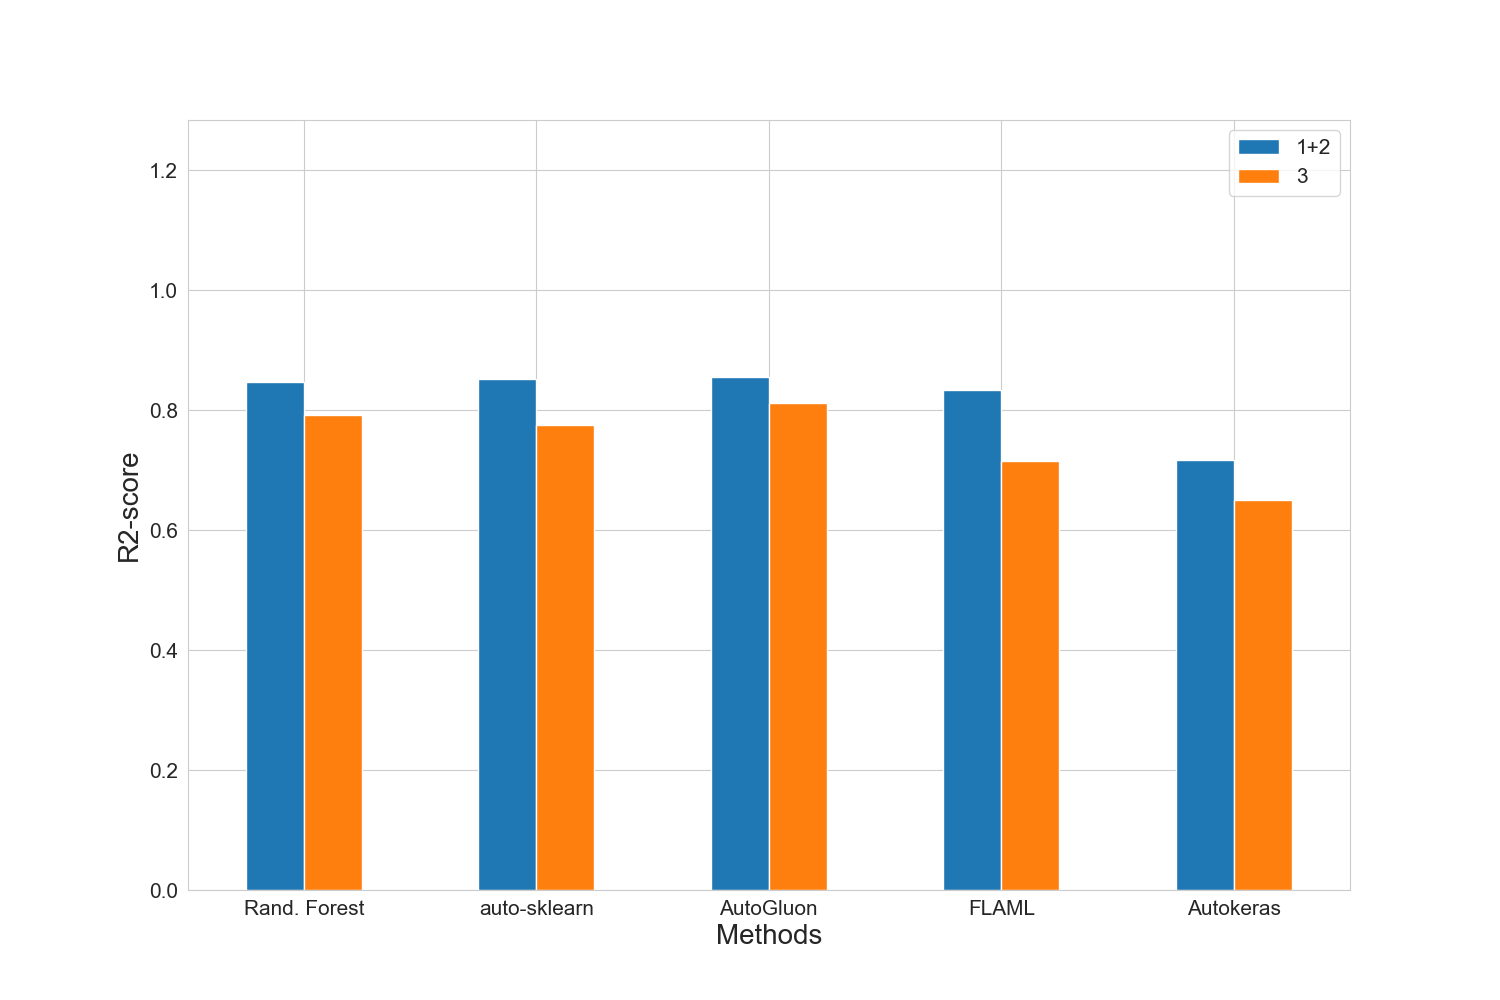 1+2
3
1.2
1.0
0.8
0.6
0.4
0.2
0.0
R2-score
Rand. Forest
auto-sklearn
AutoGluon
FLAML
Autokeras
Methods